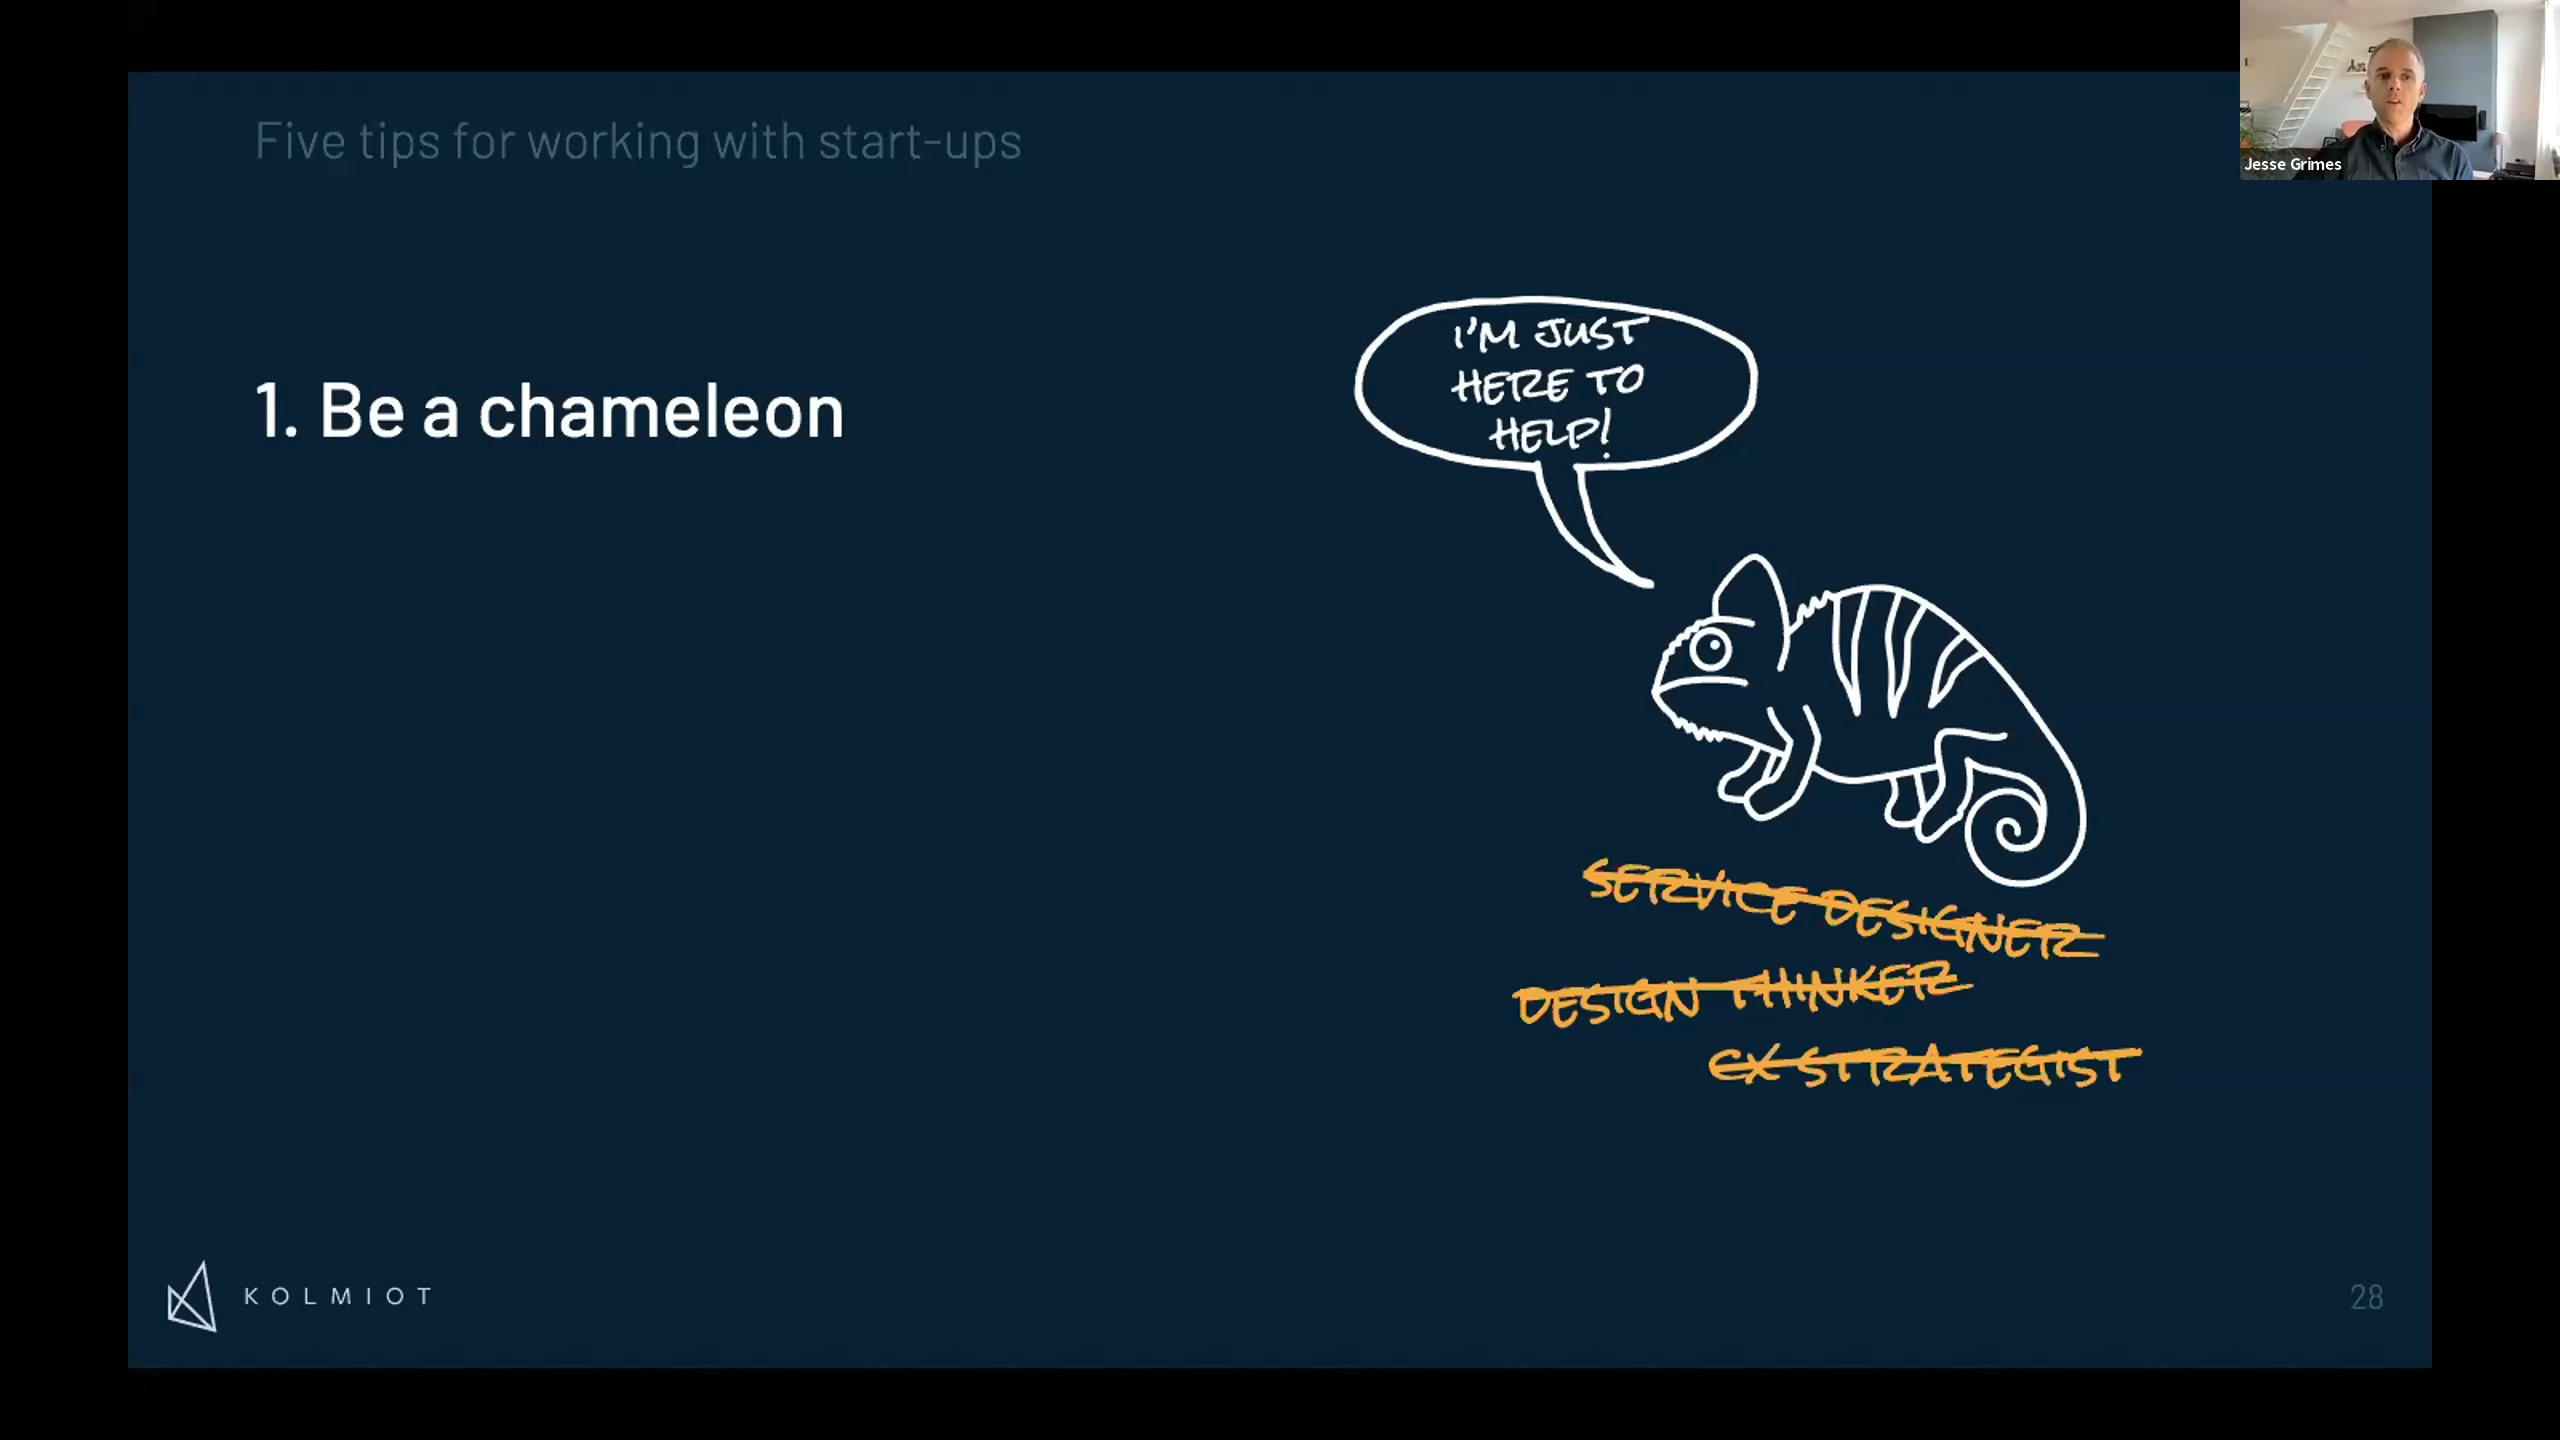 Five tips for working with start-ups
Jesse Grimes
1. Be a chameleon
I'M JUST
HERE TO
HELP!
SERVICE DESIGNER
DESIGN THINKER
CX STRATEGIST
KOLMIOT
28